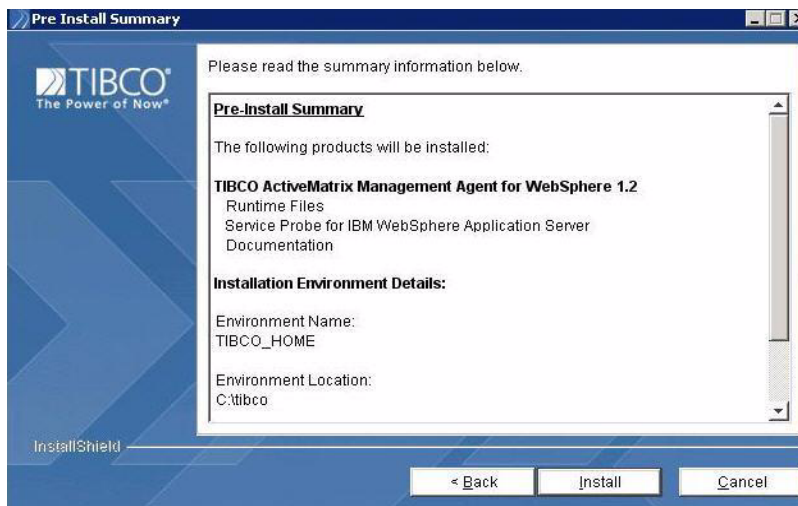 Pre Install Summary
TIBCO®
The Power of Now®
Please read the summary information below.
Pre-Install Summary
The following products will be installed:
TIBCO ActiveMatrix Management Agent for WebSphere 1.2
Runtime Files
Service Probe for IBM WebSphere Application Server
Documentation
Installation Environment Details:
Environment Name:
TIBCO_HOME
Environment Location:
C:\tibco
InstallShield
< Back
Install
Cancel